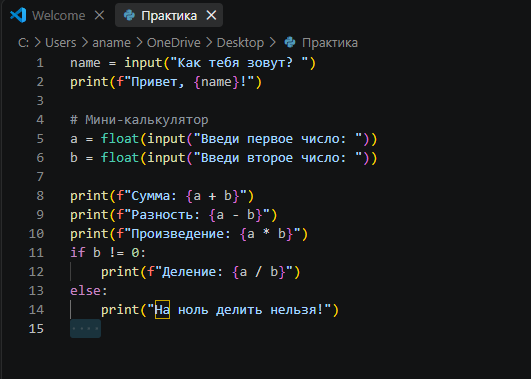 Welcome Практика
C: > Users > aname > OneDrive > Desktop > Практика
1 name = input("Как тебя зовут? ")
2 print(f"Привет, {name}!")
3
4 # Мини-калькулятор
5 a = float(input("Введи первое число: "))
6 b = float(input("Введи второе число: "))
7
8 print(f"Сумма: {a + b}")
9 print(f"Разность: {a - b}")
10 print(f"Произведение: {a * b}")
11 if b != 0:
12     print(f"Деление: {a / b}")
13 else:
14     print("На ноль делить нельзя!")
15